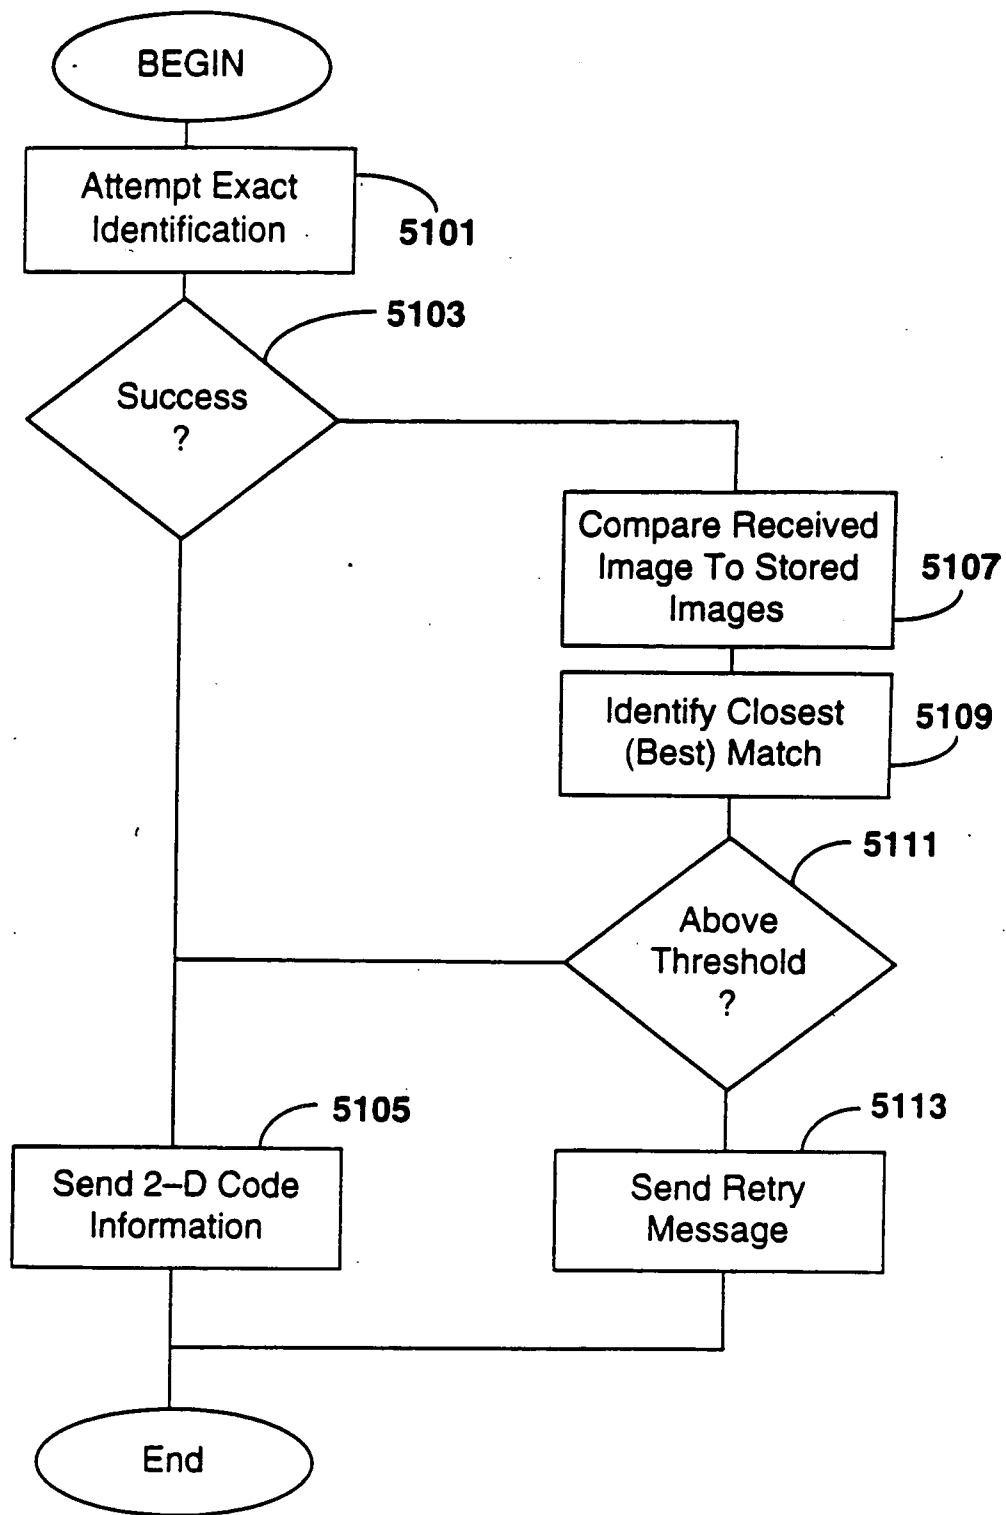 BEGIN
Attempt Exact
Identification
5101
5103
Success
?
Compare Received
Image To Stored
Images
5107
Identify Closest
(Best) Match
5109
5111
Above
Threshold
?
5105
Send 2–D Code
Information
5113
Send Retry
Message
End